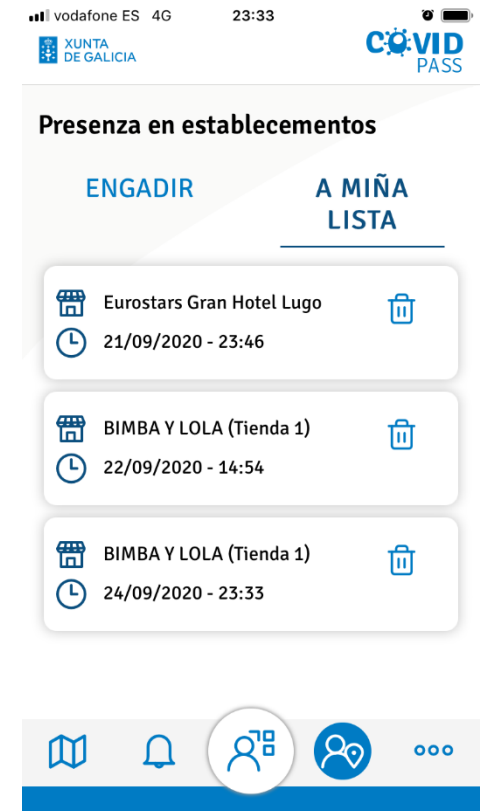 vodafone ES 4G 23:33
XUNTA
DE GALICIA
COVID
PASS
Presenza en establecementos
ENGADIR
A MIÑA
LISTA
Eurostars Gran Hotel Lugo
21/09/2020 - 23:46
BIMBA Y LOLA (Tienda 1)
22/09/2020 - 14:54
BIMBA Y LOLA (Tienda 1)
24/09/2020 - 23:33